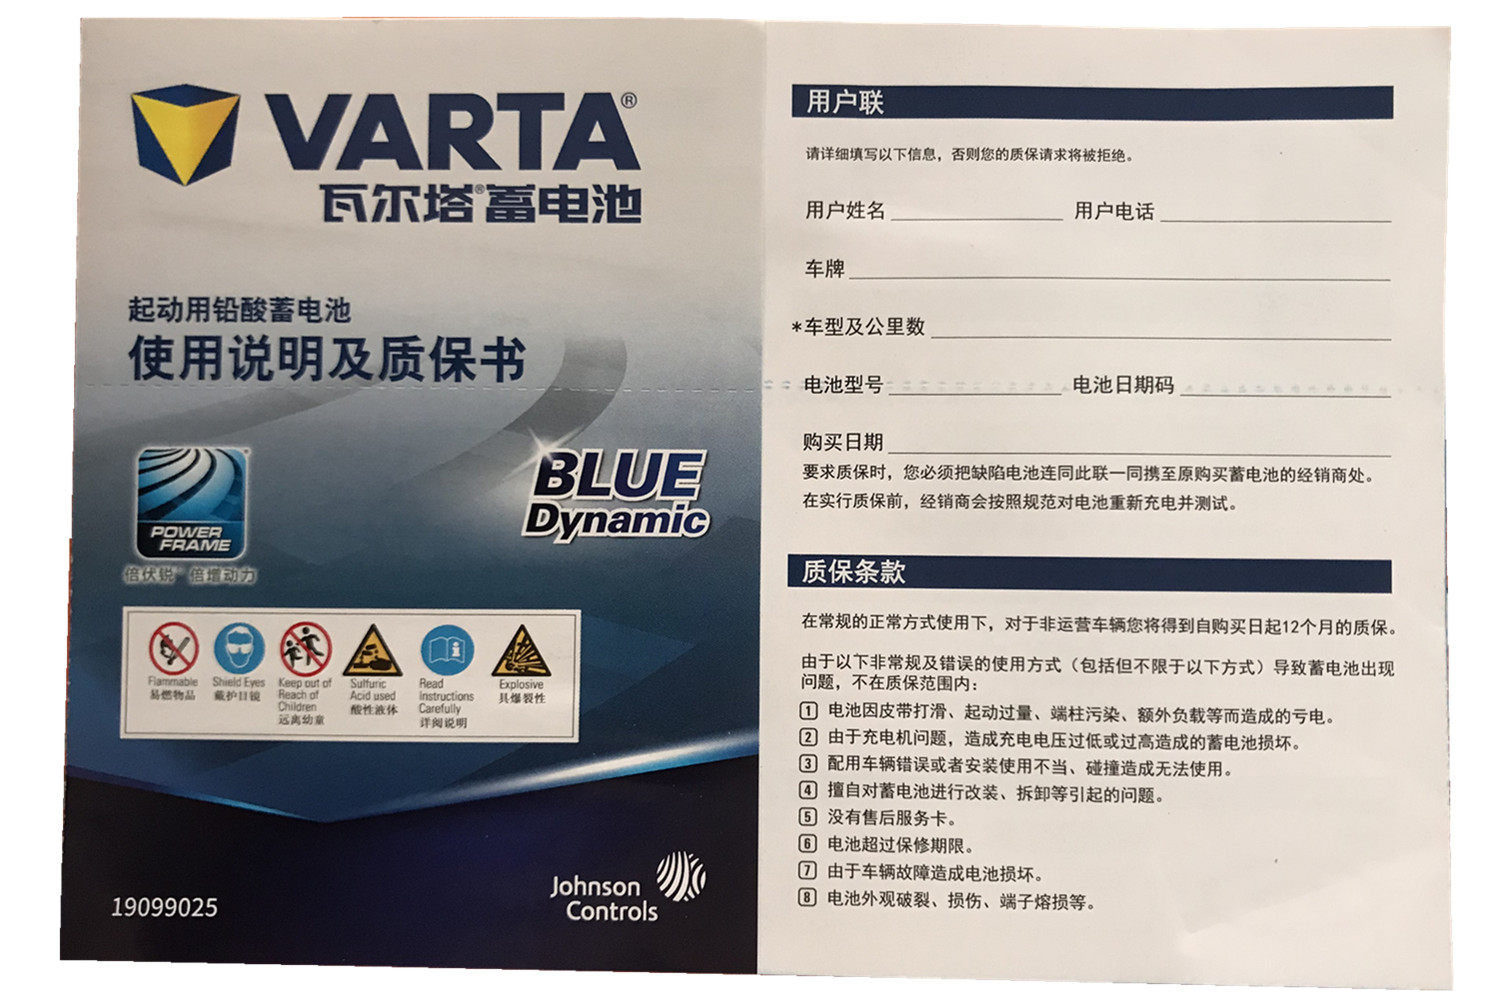 VARTA®
瓦尔塔®蓄电池
起动用铅酸蓄电池
使用说明及质保书
BLUE
Dynamic
POWER
FRAME
倍伏锐™ 倍增动力
Flammable
易燃物品
Shield Eyes
戴护目镜
Keep out of
Reach of
Children
远离幼童
Sulfuric
Acid used
酸性液体
Read
Instructions
Carefully
详阅说明
Explosive
具爆裂性
19099025
Johnson
Controls
用户联
请详细填写以下信息，否则您的质保请求将被拒绝。
用户姓名 用户电话
车牌
*车型及公里数
电池型号 电池日期码
购买日期
要求质保时，您必须把缺陷电池连同此联一同携至原购买蓄电池的经销商处。
在实行质保前，经销商会按照规范对电池重新充电并测试。
质保条款
在常规的正常方式使用下，对于非运营车辆您将得到自购买日起12个月的质保。
由于以下非常规及错误的使用方式（包括但不限于以下方式）导致蓄电池出现
问题，不在质保范围内：
1 电池因皮带打滑、起动过量、端柱污染、额外负载等而造成的亏电。
2 由于充电机问题，造成充电电压过低或过高造成的蓄电池损坏。
3 配用车辆错误或者安装使用不当、碰撞造成无法使用。
4 擅自对蓄电池进行改装、拆卸等引起的问题。
5 没有售后服务卡。
6 电池超过保修期限。
7 由于车辆故障造成电池损坏。
8 电池外观破裂、损伤、端子熔损等。